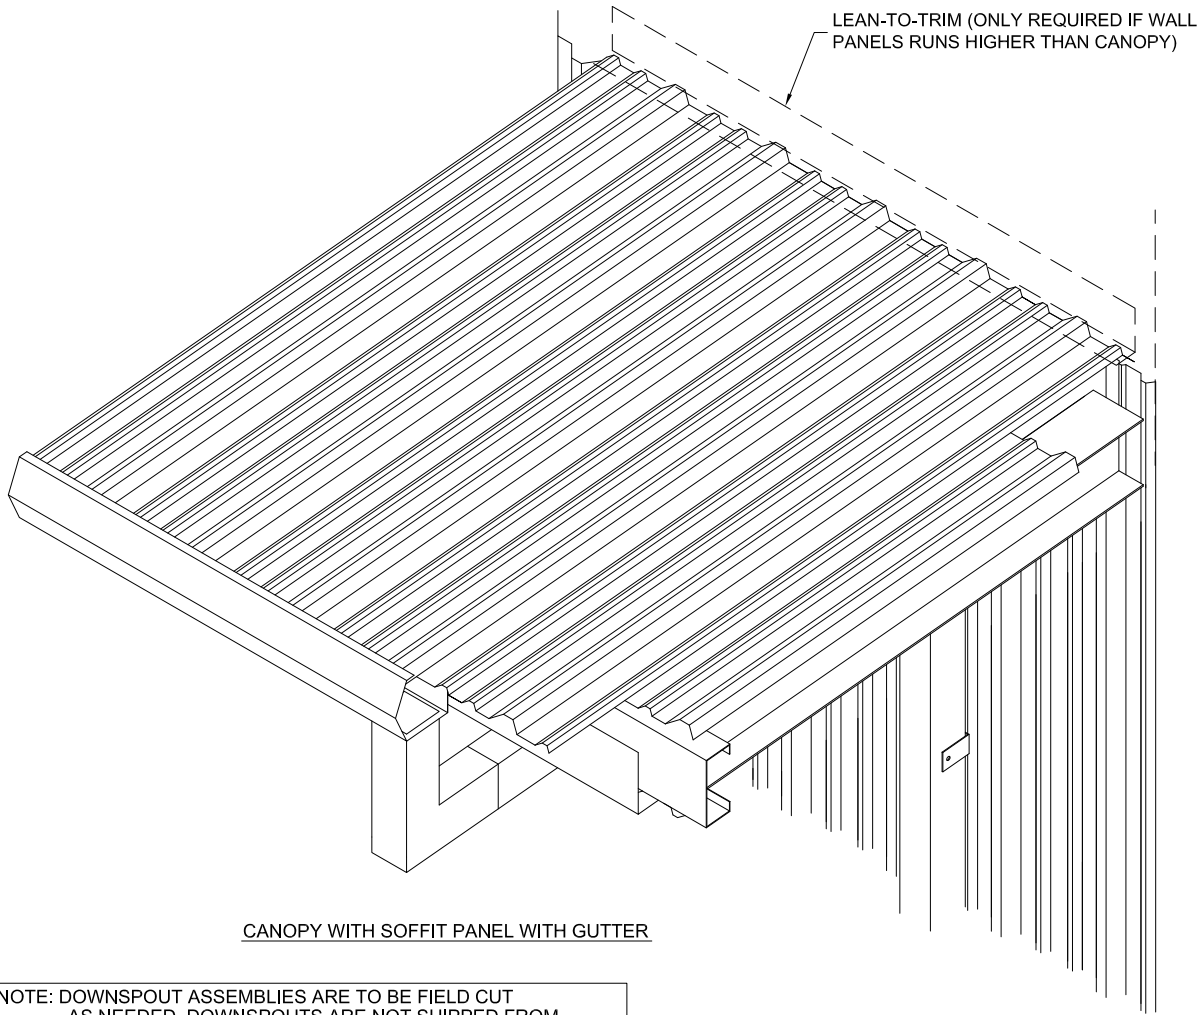 LEAN-TO-TRIM (ONLY REQUIRED IF WALL
PANELS RUNS HIGHER THAN CANOPY)
CANOPY WITH SOFFIT PANEL WITH GUTTER
NOTE: DOWNSPOUT ASSEMBLIES ARE TO BE FIELD CUT
AS NEEDED. DOWNSPOUTS ARE NOT SHIPPED FROM